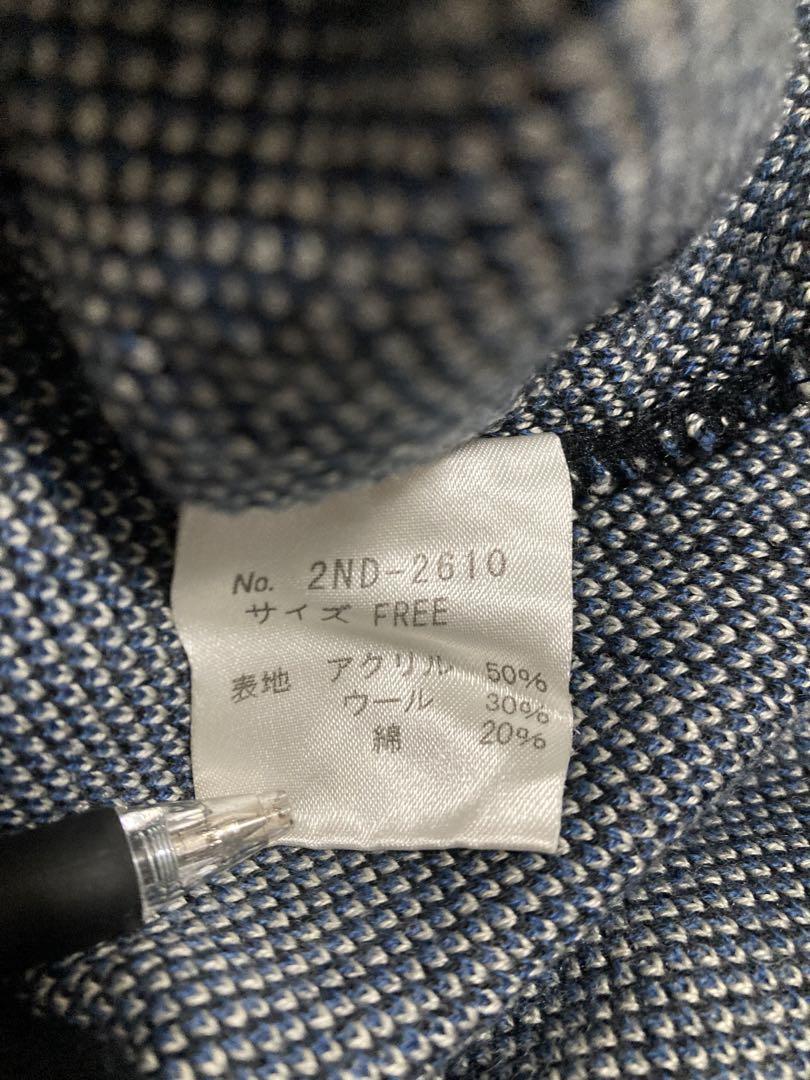 No. 2ND-2610
サイズ FREE
表地 アクリル 50%
ウール 30%
綿 20%